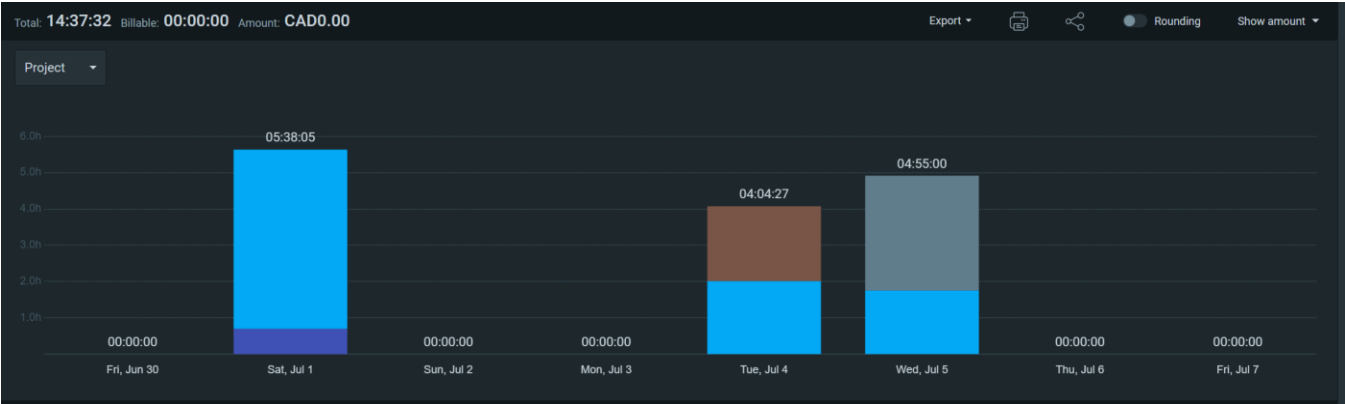 Total: 14:37:32 Billable: 00:00:00 Amount: CAD0.00 Export Rounding Show amount
Project
6.0h
05:38:05
5.0h
04:55:00
4.0h
04:04:27
3.0h
2.0h
1.0h
00:00:00 00:00:00 00:00:00 00:00:00 00:00:00
Fri, Jun 30 Sat, Jul 1 Sun, Jul 2 Mon, Jul 3 Tue, Jul 4 Wed, Jul 5 Thu, Jul 6 Fri, Jul 7